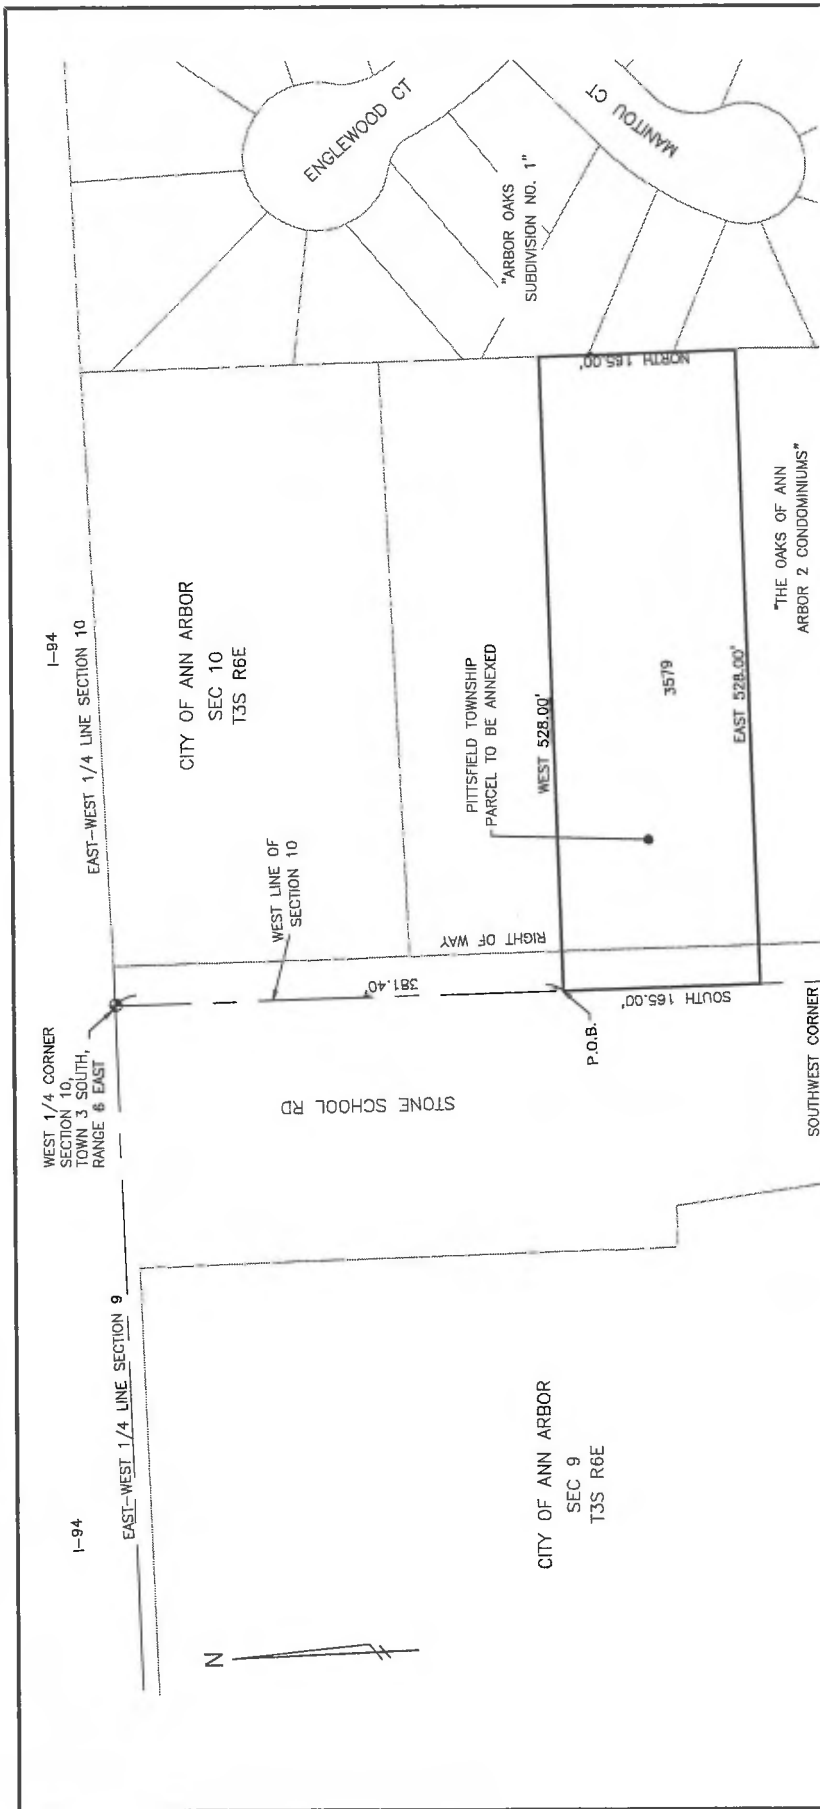 I-94
I-94
WEST 1/4 CORNER
SECTION 10,
TOWN 3 SOUTH,
RANGE 6 EAST
EAST-WEST 1/4 LINE SECTION 9
EAST-WEST 1/4 LINE SECTION 10
N
CITY OF ANN ARBOR
SEC 9
T3S R6E
STONE SCHOOL RD
381.40'
WEST LINE OF
SECTION 10
CITY OF ANN ARBOR
SEC 10
T3S R6E
RIGHT OF WAY
ENGLEWOOD CT
MANITOU CT
"ARBOR OAKS
SUBDIVISION NO. 1"
PITTSFIELD TOWNSHIP
PARCEL TO BE ANNEXED
P.O.B.
WEST 528.00'
NORTH 165.00'
SOUTH 165.00'
3579
EAST 528.00'
"THE OAKS OF ANN
ARBOR 2 CONDOMINIUMS"
SOUTHWEST CORNER